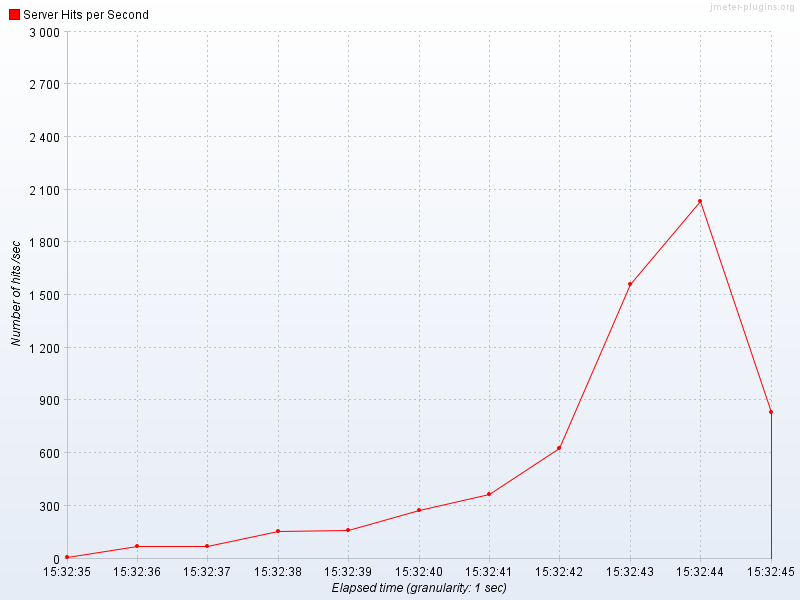 jmeter-plugins.org
Server Hits per Second
3 000
2 700
2 400
2 100
1 800
1 500
1 200
900
600
300
0
Number of hits/sec
15:32:35 15:32:36 15:32:37 15:32:38 15:32:39 15:32:40 15:32:41 15:32:42 15:32:43 15:32:44 15:32:45
Elapsed time (granularity: 1 sec)